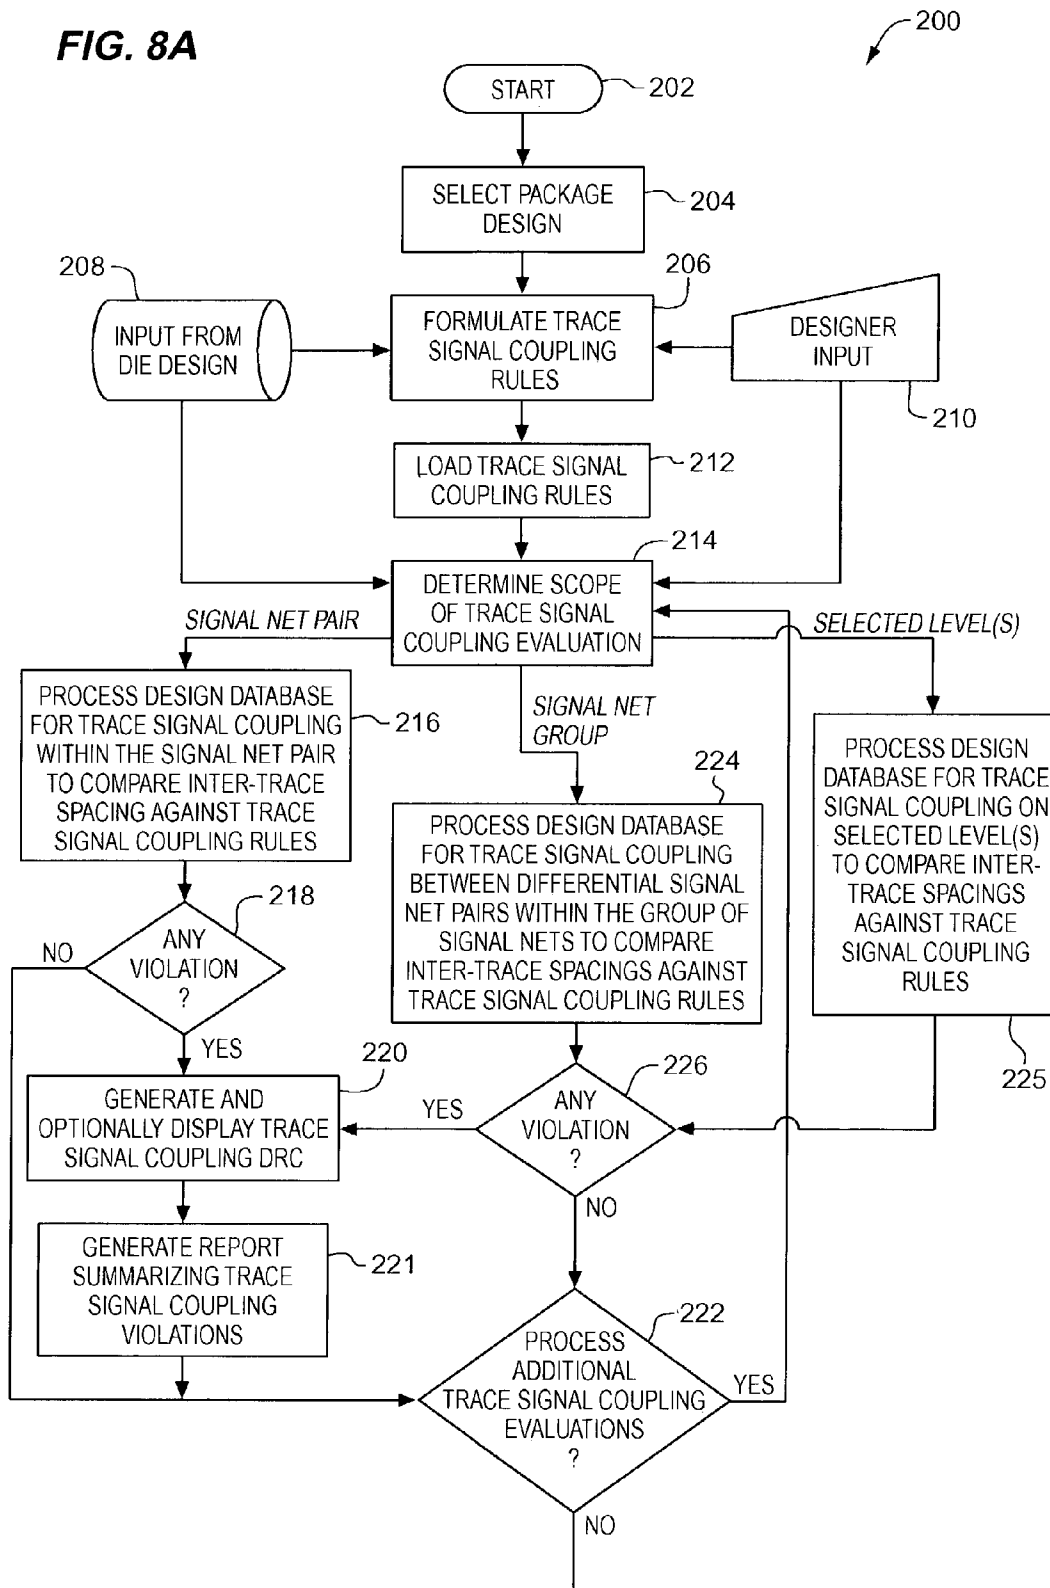 FIG. 8A
200
START
202
SELECT PACKAGE
DESIGN
204
208
INPUT FROM
DIE DESIGN
206
FORMULATE TRACE
SIGNAL COUPLING
RULES
DESIGNER
INPUT
210
LOAD TRACE SIGNAL
COUPLING RULES
212
214
DETERMINE SCOPE
OF TRACE SIGNAL
COUPLING EVALUATION
SIGNAL NET PAIR
SELECTED LEVEL(S)
SIGNAL NET
GROUP
PROCESS DESIGN DATABASE
FOR TRACE SIGNAL COUPLING
WITHIN THE SIGNAL NET PAIR
TO COMPARE INTER-TRACE
SPACING AGAINST TRACE
SIGNAL COUPLING RULES
216
224
PROCESS DESIGN DATABASE
FOR TRACE SIGNAL COUPLING
BETWEEN DIFFERENTIAL SIGNAL
NET PAIRS WITHIN THE GROUP OF
SIGNAL NETS TO COMPARE
INTER-TRACE SPACINGS AGAINST
TRACE SIGNAL COUPLING RULES
PROCESS DESIGN
DATABASE FOR TRACE
SIGNAL COUPLING ON
SELECTED LEVEL(S)
TO COMPARE INTER-
TRACE SPACINGS
AGAINST TRACE
SIGNAL COUPLING
RULES
225
218
NO
ANY
VIOLATION
?
YES
220
GENERATE AND
OPTIONALLY DISPLAY TRACE
SIGNAL COUPLING DRC
YES
226
ANY
VIOLATION
?
NO
GENERATE REPORT
SUMMARIZING TRACE
SIGNAL COUPLING
VIOLATIONS
221
222
PROCESS
ADDITIONAL
TRACE SIGNAL COUPLING
EVALUATIONS
?
YES
NO